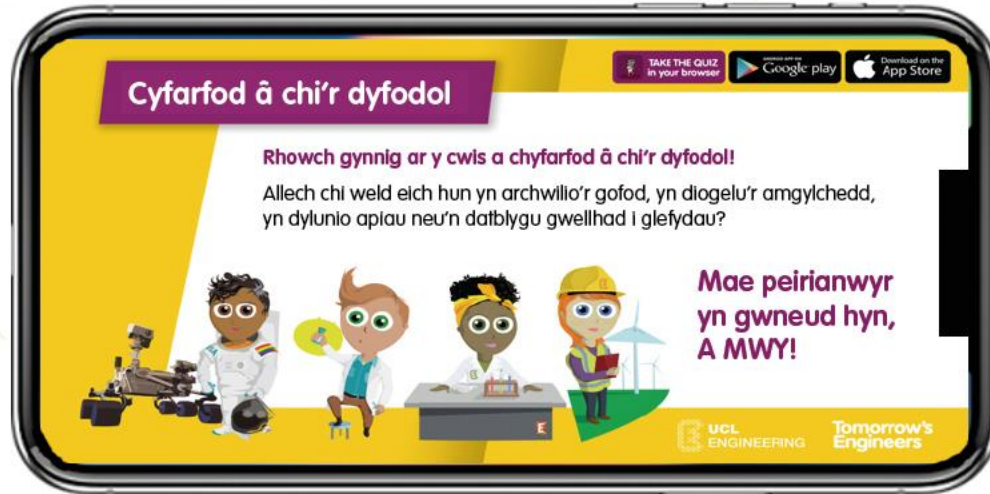 TAKE THE QUIZ
in your browser
ANDROID APP ON
Google play
Download on the
App Store
Cyfarfod â chi'r dyfodol
Rhowch gynnig ar y cwis a chyfarfod â chi'r dyfodol!
Allech chi weld eich hun yn archwilio'r gofod, yn diogelu'r amgylchedd,
yn dylunio apiau neu'n datblygu gwellhad i glefydau?
Mae peirianwyr
yn gwneud hyn,
A MWY!
E
UCL
ENGINEERING
Tomorrow's
Engineers